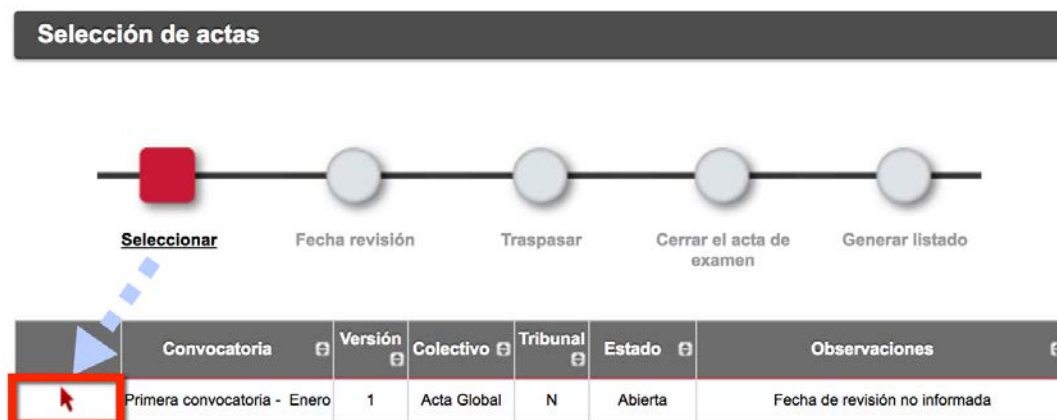 Selección de actas
Seleccionar Fecha revisión Traspasar Cerrar el acta de examen Generar listado
Convocatoria Versión Colectivo Tribunal Estado Observaciones
Primera convocatoria - Enero 1 Acta Global N Abierta Fecha de revisión no informada